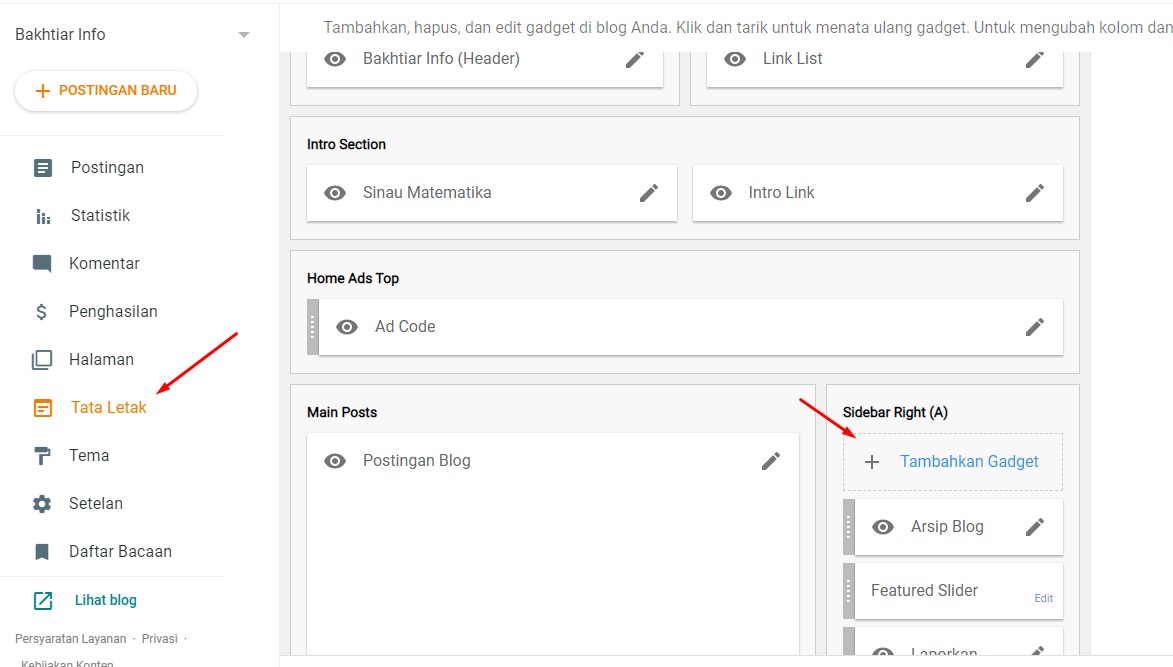 Bakhtiar Info
POSTINGAN BARU
Postingan
Statistik
Komentar
Penghasilan
Halaman
Tata Letak
Tema
Setelan
Daftar Bacaan
Lihat blog
Persyaratan Layanan · Privasi ·
Kebijakan Konten
Tambahkan, hapus, dan edit gadget di blog Anda. Klik dan tarik untuk menata ulang gadget. Untuk mengubah kolom dan
Bakhtiar Info (Header)
Link List
Intro Section
Sinau Matematika
Intro Link
Home Ads Top
Ad Code
Main Posts
Postingan Blog
Sidebar Right (A)
Tambahkan Gadget
Arsip Blog
Featured Slider
Edit
Laporkan